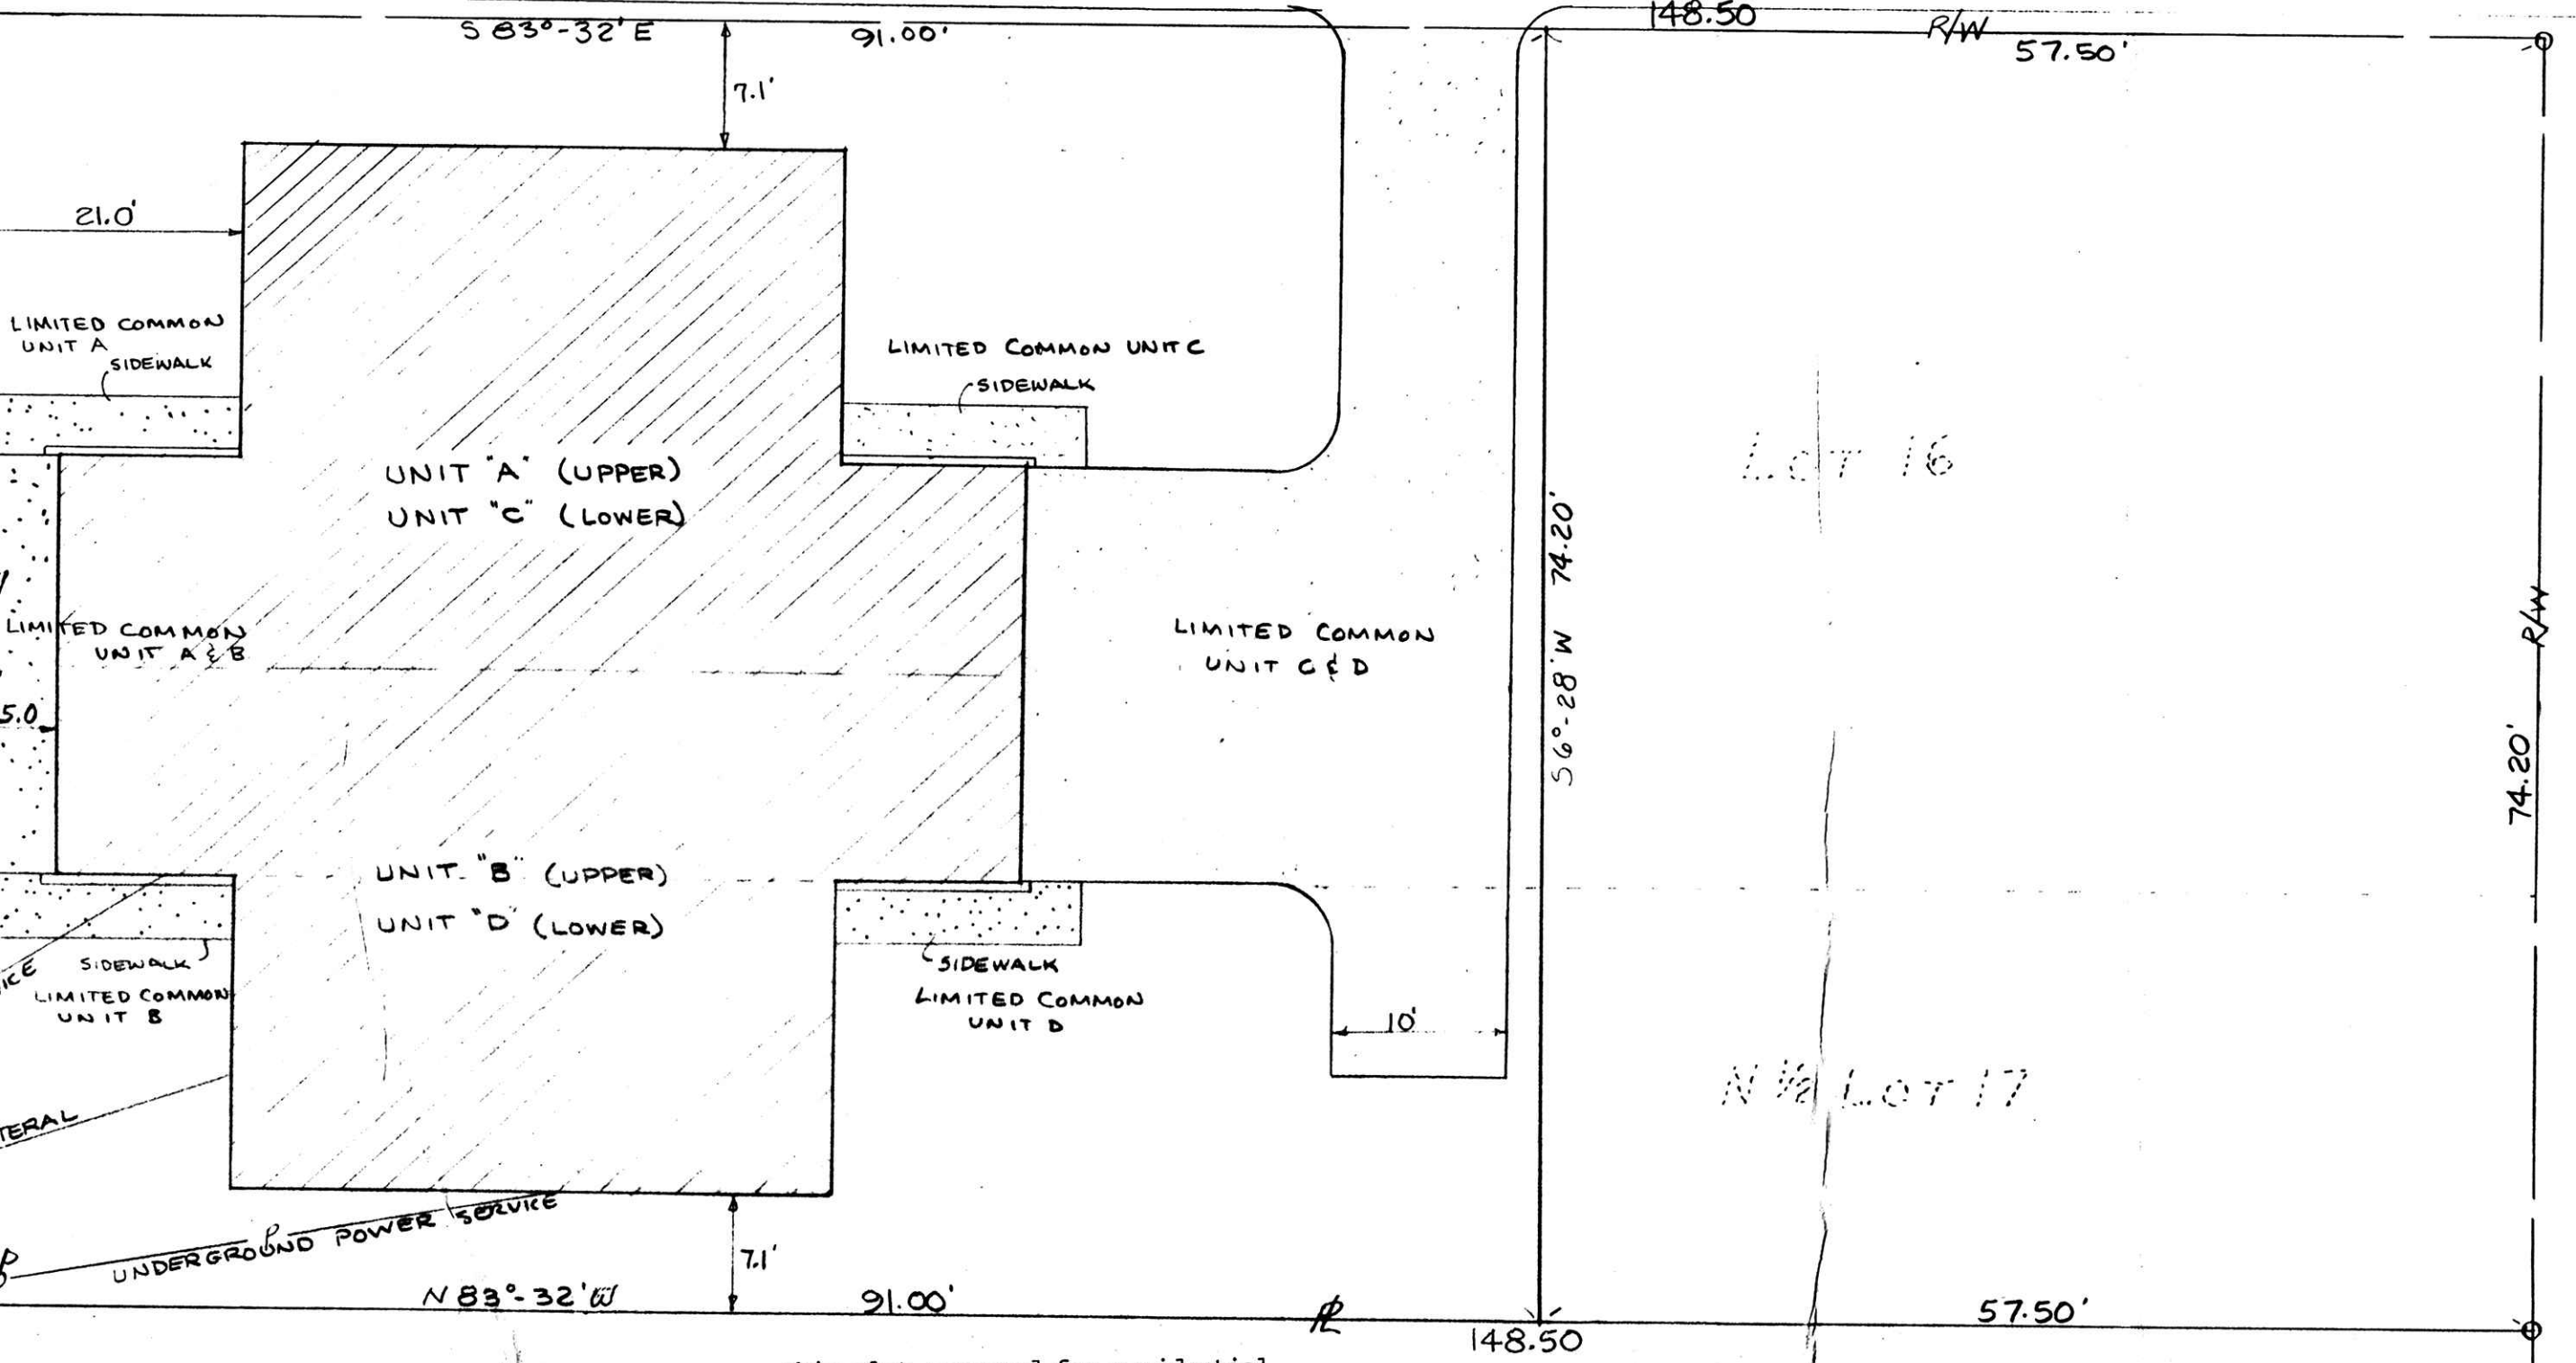 148.50
S 83°-32' E
91.00'
R/W
57.50'
7.1'
21.0'
LIMITED COMMON
UNIT A
SIDEWALK
LIMITED COMMON UNIT C
SIDEWALK
UNIT "A" (UPPER)
UNIT "C" (LOWER)
LOT 16
S6°-28' W 74.20'
LIMITED COMMON
UNIT A & B
LIMITED COMMON
UNIT C & D
R/W
74.20'
5.0
UNIT "B" (UPPER)
UNIT "D" (LOWER)
SIDEWALK
LIMITED COMMON
UNIT B
SIDEWALK
LIMITED COMMON
UNIT D
10'
N ½ LOT 17
TERAL
P
UNDERGROUND POWER SERVICE
P
7.1'
N 83°-32' W
91.00'
PL
57.50'
148.50